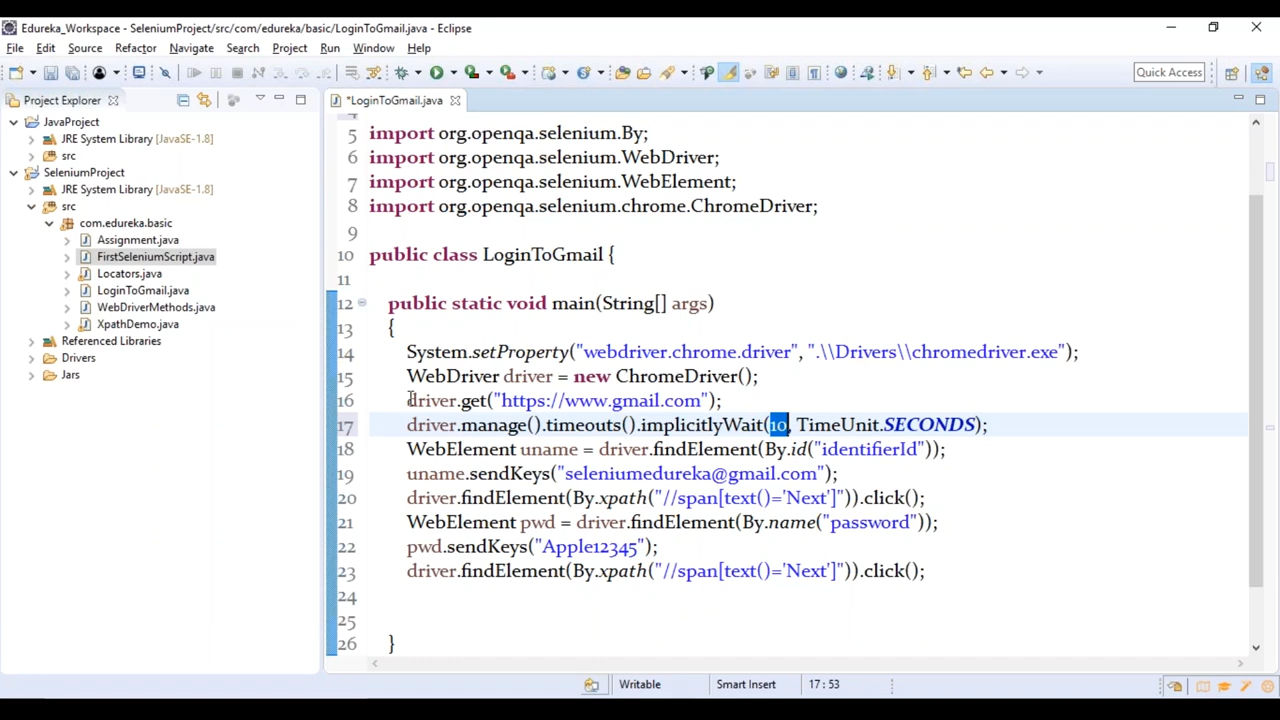 Edureka_Workspace - SeleniumProject/src/com/edureka/basic/LoginToGmail.java - Eclipse
File Edit Source Refactor Navigate Search Project Run Window Help
Quick Access
Project Explorer
*LoginToGmail.java
JavaProject
JRE System Library [JavaSE-1.8]
src
SeleniumProject
JRE System Library [JavaSE-1.8]
src
com.edureka.basic
Assignment.java
FirstSeleniumScript.java
Locators.java
LoginToGmail.java
WebDriverMethods.java
XpathDemo.java
Referenced Libraries
Drivers
Jars
5 import org.openqa.selenium.By;
6 import org.openqa.selenium.WebDriver;
7 import org.openqa.selenium.WebElement;
8 import org.openqa.selenium.chrome.ChromeDriver;
9
10 public class LoginToGmail {
11
12 public static void main(String[] args)
13 {
14 System.setProperty("webdriver.chrome.driver", ".\\Drivers\\chromedriver.exe");
15 WebDriver driver = new ChromeDriver();
16 driver.get("https://www.gmail.com");
17 driver.manage().timeouts().implicitlyWait(10, TimeUnit.SECONDS);
18 WebElement uname = driver.findElement(By.id("identifierId"));
19 uname.sendKeys("seleniumedureka@gmail.com");
20 driver.findElement(By.xpath("//span[text()='Next']")).click();
21 WebElement pwd = driver.findElement(By.name("password"));
22 pwd.sendKeys("Apple12345");
23 driver.findElement(By.xpath("//span[text()='Next']")).click();
24
25
26 }
Writable Smart Insert 17 : 53